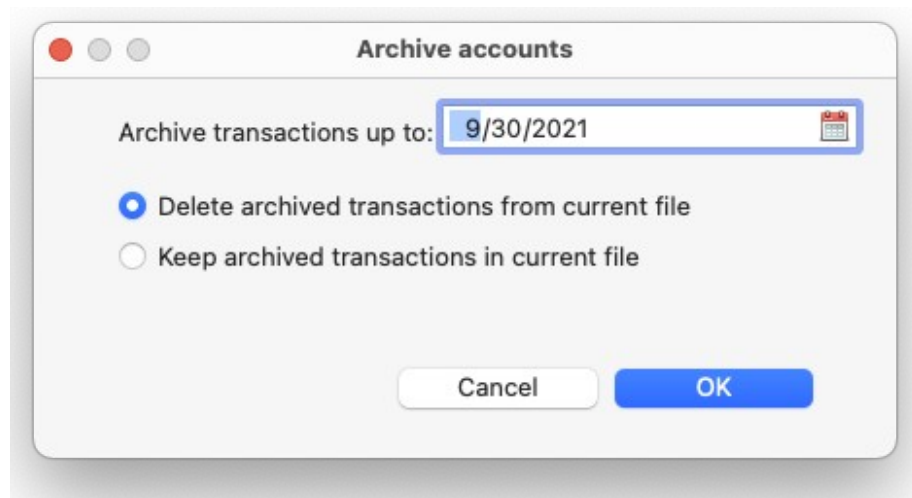 Archive accounts
Archive transactions up to: 9/30/2021
Delete archived transactions from current file
Keep archived transactions in current file
Cancel OK